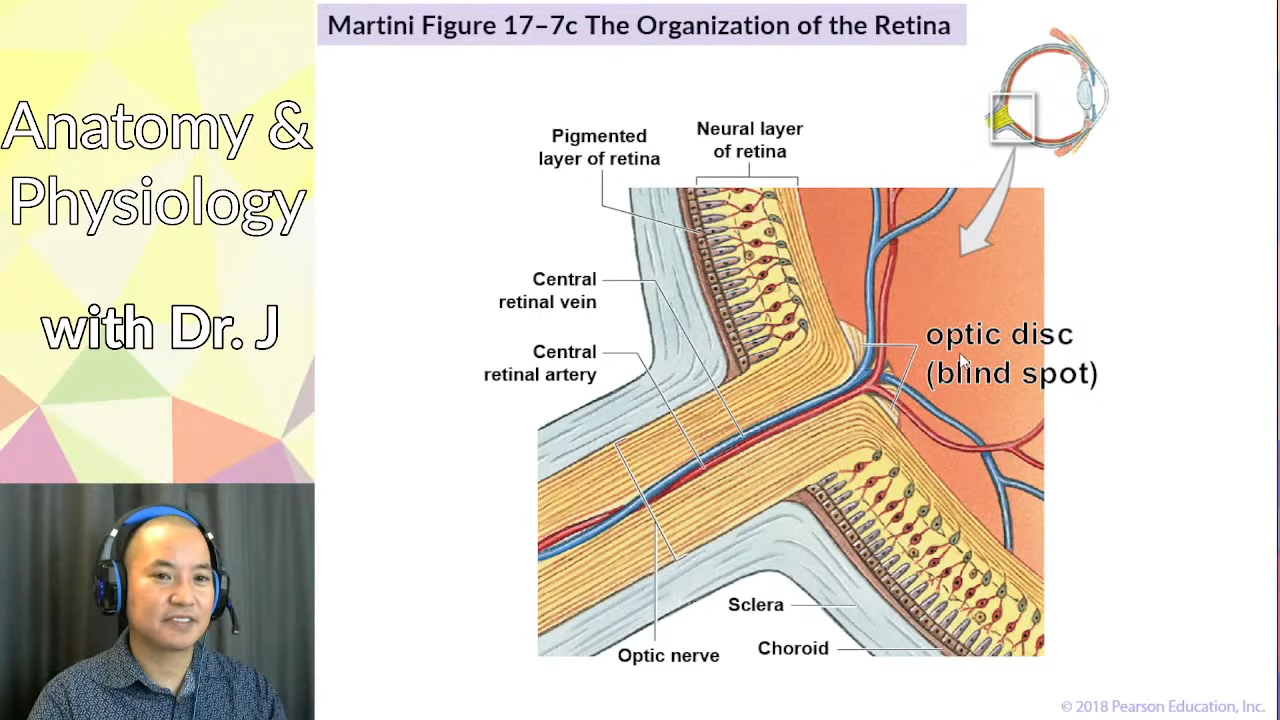 Martini Figure 17–7c The Organization of the Retina
Anatomy &
Physiology
with Dr. J
Pigmented
layer of retina
Neural layer
of retina
Central
retinal vein
Central
retinal artery
optic disc
(blind spot)
Sclera
Choroid
Optic nerve
© 2018 Pearson Education, Inc.